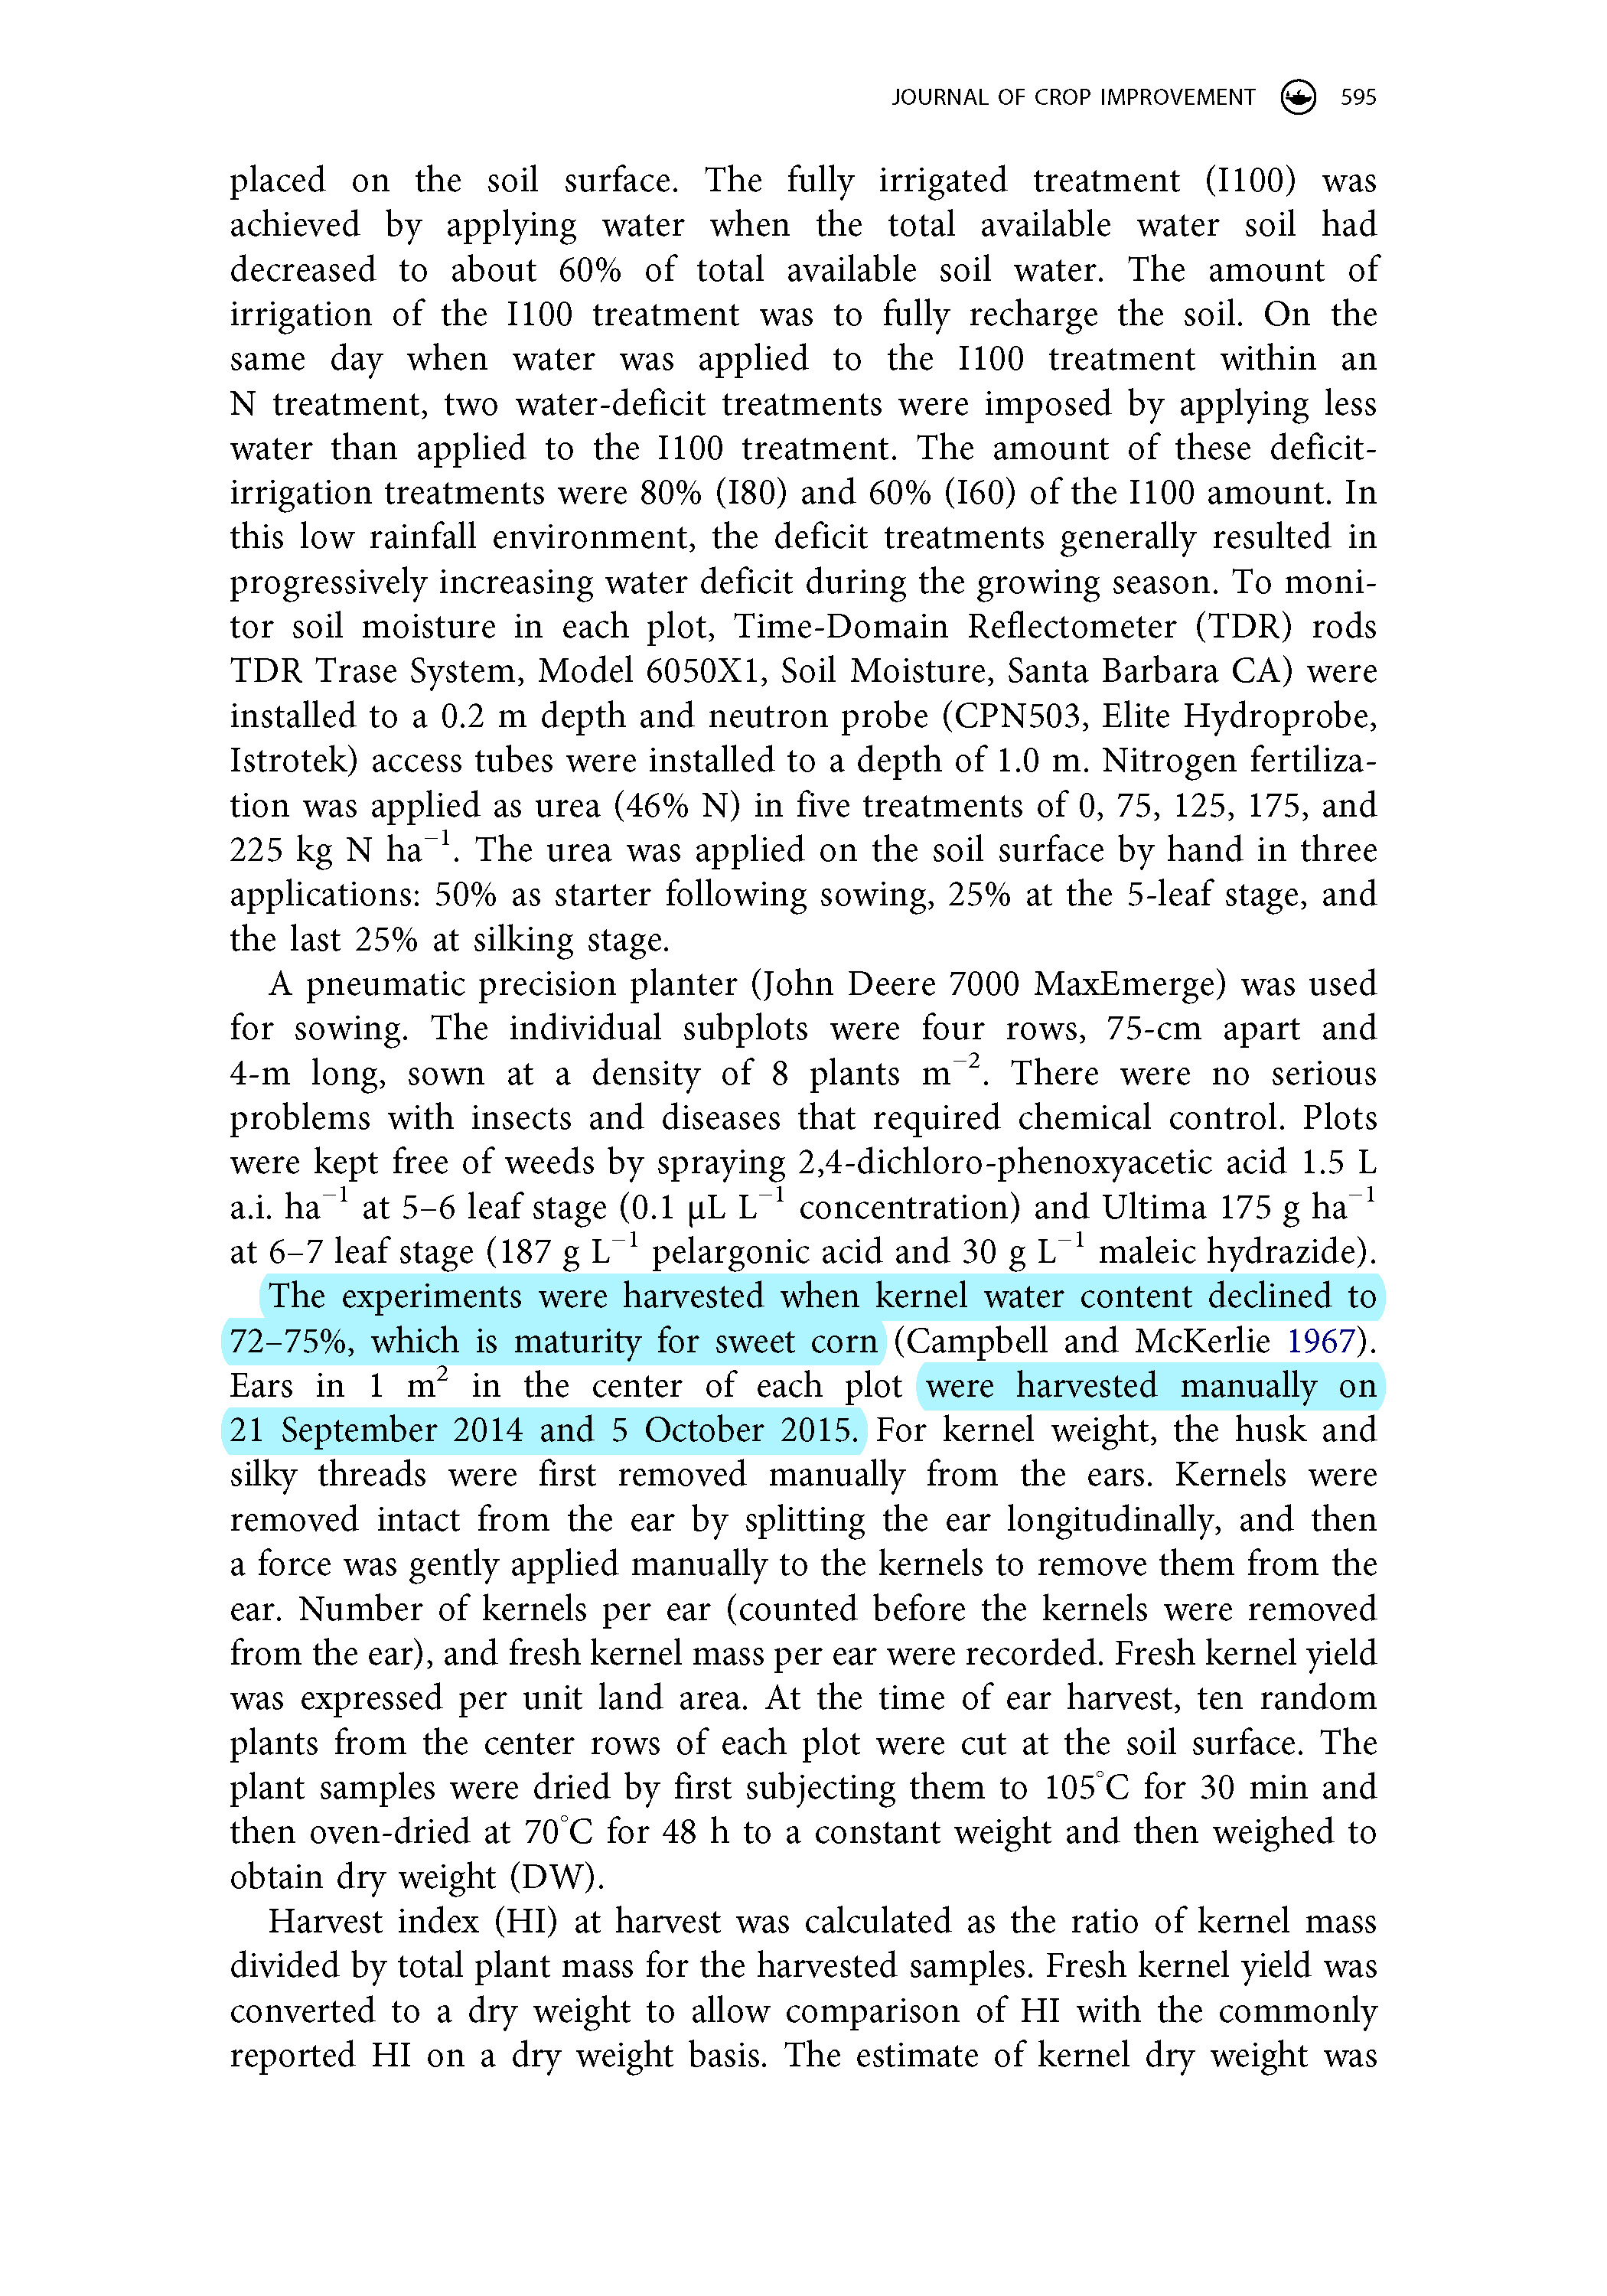 JOURNAL OF CROP IMPROVEMENT 595
placed on the soil surface. The fully irrigated treatment (I100) was
achieved by applying water when the total available water soil had
decreased to about 60% of total available soil water. The amount of
irrigation of the I100 treatment was to fully recharge the soil. On the
same day when water was applied to the I100 treatment within an
N treatment, two water-deficit treatments were imposed by applying less
water than applied to the I100 treatment. The amount of these deficit-
irrigation treatments were 80% (I80) and 60% (I60) of the I100 amount. In
this low rainfall environment, the deficit treatments generally resulted in
progressively increasing water deficit during the growing season. To moni-
tor soil moisture in each plot, Time-Domain Reflectometer (TDR) rods
TDR Trase System, Model 6050X1, Soil Moisture, Santa Barbara CA) were
installed to a 0.2 m depth and neutron probe (CPN503, Elite Hydroprobe,
Istrotek) access tubes were installed to a depth of 1.0 m. Nitrogen fertiliza-
tion was applied as urea (46% N) in five treatments of 0, 75, 125, 175, and
225 kg N ha⁻¹. The urea was applied on the soil surface by hand in three
applications: 50% as starter following sowing, 25% at the 5-leaf stage, and
the last 25% at silking stage.
A pneumatic precision planter (John Deere 7000 MaxEmerge) was used
for sowing. The individual subplots were four rows, 75-cm apart and
4-m long, sown at a density of 8 plants m⁻². There were no serious
problems with insects and diseases that required chemical control. Plots
were kept free of weeds by spraying 2,4-dichloro-phenoxyacetic acid 1.5 L
a.i. ha⁻¹ at 5–6 leaf stage (0.1 µL L⁻¹ concentration) and Ultima 175 g ha⁻¹
at 6–7 leaf stage (187 g L⁻¹ pelargonic acid and 30 g L⁻¹ maleic hydrazide).
The experiments were harvested when kernel water content declined to
72–75%, which is maturity for sweet corn (Campbell and McKerlie 1967).
Ears in 1 m² in the center of each plot were harvested manually on
21 September 2014 and 5 October 2015. For kernel weight, the husk and
silky threads were first removed manually from the ears. Kernels were
removed intact from the ear by splitting the ear longitudinally, and then
a force was gently applied manually to the kernels to remove them from the
ear. Number of kernels per ear (counted before the kernels were removed
from the ear), and fresh kernel mass per ear were recorded. Fresh kernel yield
was expressed per unit land area. At the time of ear harvest, ten random
plants from the center rows of each plot were cut at the soil surface. The
plant samples were dried by first subjecting them to 105°C for 30 min and
then oven-dried at 70°C for 48 h to a constant weight and then weighed to
obtain dry weight (DW).
Harvest index (HI) at harvest was calculated as the ratio of kernel mass
divided by total plant mass for the harvested samples. Fresh kernel yield was
converted to a dry weight to allow comparison of HI with the commonly
reported HI on a dry weight basis. The estimate of kernel dry weight was